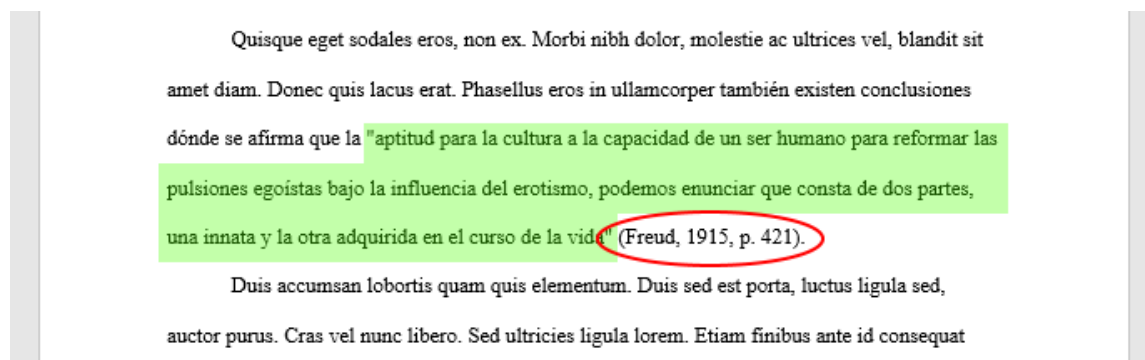 Quisque eget sodales eros, non ex. Morbi nibh dolor, molestie ac ultrices vel, blandit sit
amet diam. Donec quis lacus erat. Phasellus eros in ullamcorper también existen conclusiones
dónde se afirma que la "aptitud para la cultura a la capacidad de un ser humano para reformar las
pulsiones egoístas bajo la influencia del erotismo, podemos enunciar que consta de dos partes,
una innata y la otra adquirida en el curso de la vida" (Freud, 1915, p. 421).
Duis accumsan lobortis quam quis elementum. Duis sed est porta, luctus ligula sed,
auctor purus. Cras vel nunc libero. Sed ultricies ligula lorem. Etiam finibus ante id consequat